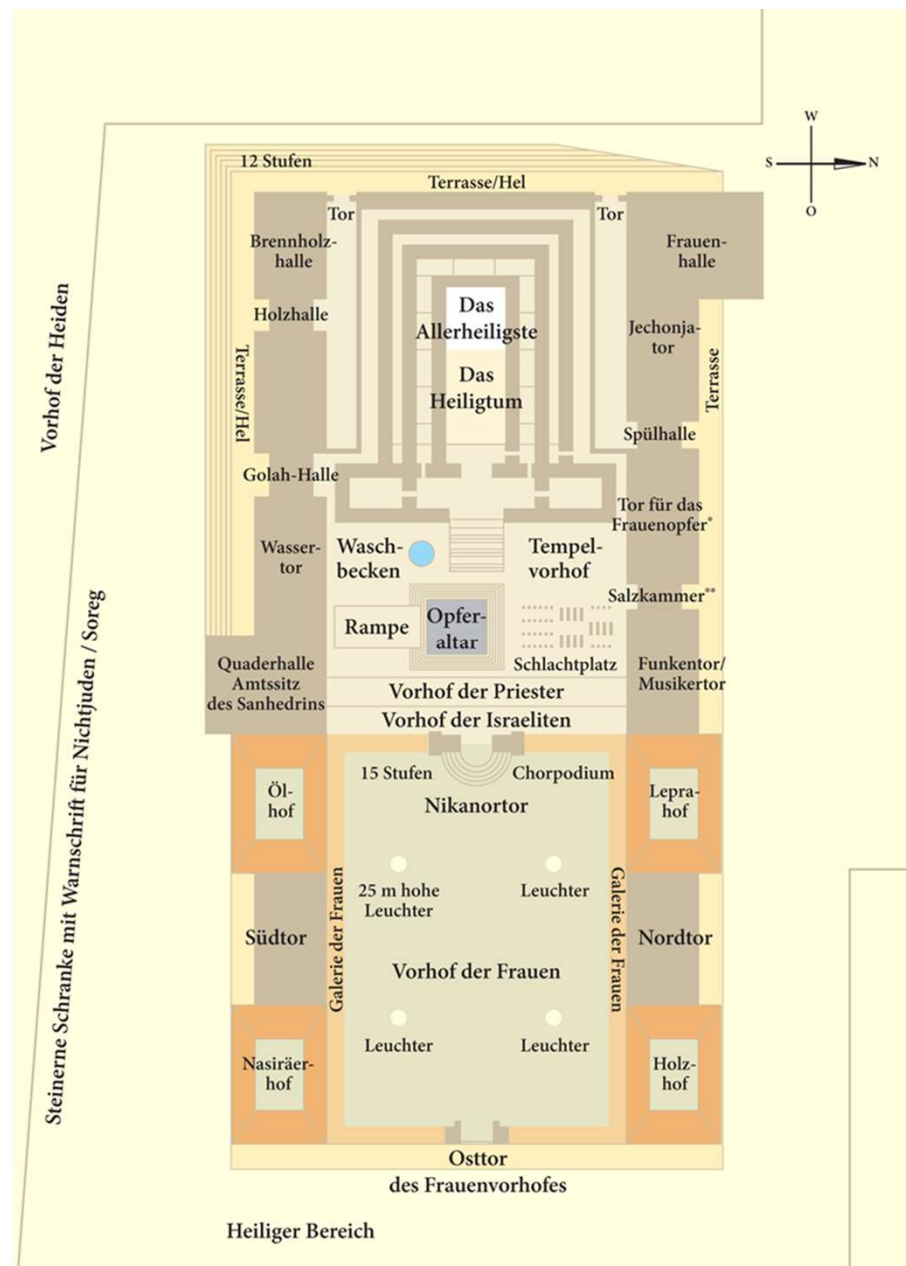 W
S
N
O
12 Stufen
Terrasse/Hel
Tor
Tor
Brennholz-
halle
Frauen-
halle
Holzhalle
Das
Allerheiligste
Jechonja-
tor
Vorhof der Heiden
Terrasse/Hel
Das
Heiligtum
Terrasse
Spülhalle
Golah-Halle
Tor für das
Frauenopfer*
Wasser-
tor
Wasch-
becken
Tempel-
vorhof
Salzkammer**
Rampe
Opfer-
altar
Schlachtplatz
Quaderhalle
Amtssitz
des Sanhedrins
Funkentor/
Musikertor
Vorhof der Priester
Vorhof der Israeliten
Steinerne Schranke mit Warnschrift für Nichtjuden / Soreg
15 Stufen
Chorpodium
Öl-
hof
Nikanortor
Lepra-
hof
25 m hohe
Leuchter
Leuchter
Galerie der Frauen
Galerie der Frauen
Südtor
Nordtor
Vorhof der Frauen
Leuchter
Leuchter
Nasiräer-
hof
Holz-
hof
Osttor
des Frauenvorhofes
Heiliger Bereich